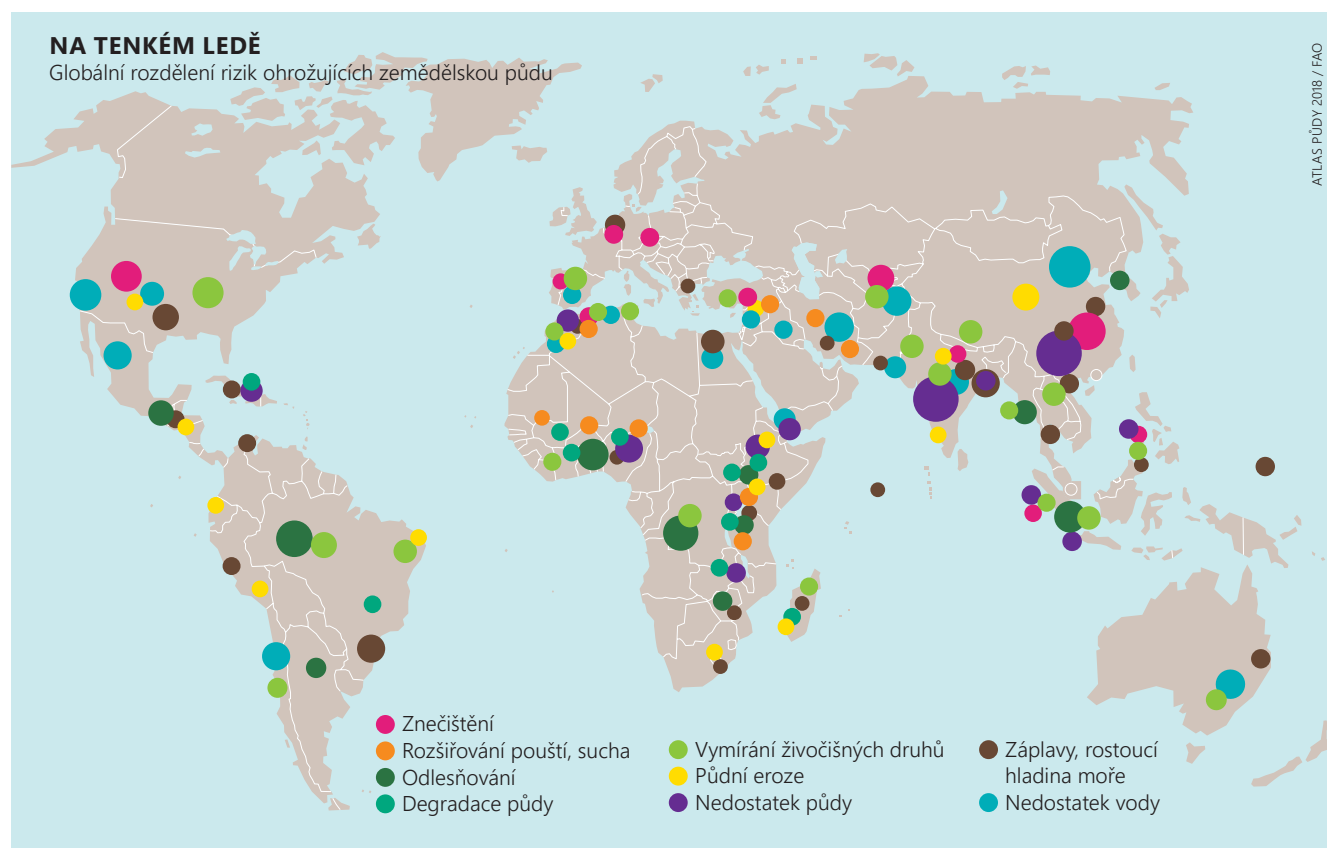 NA TENKÉM LEDĚ
Globální rozdělení rizik ohrožujících zemědělskou půdu
ATLAS PŮDY 2018 / FAO
Znečištění
Rozšiřování pouští, sucha
Odlesňování
Degradace půdy
Vymírání živočišných druhů
Půdní eroze
Nedostatek půdy
Záplavy, rostoucí
hladina moře
Nedostatek vody